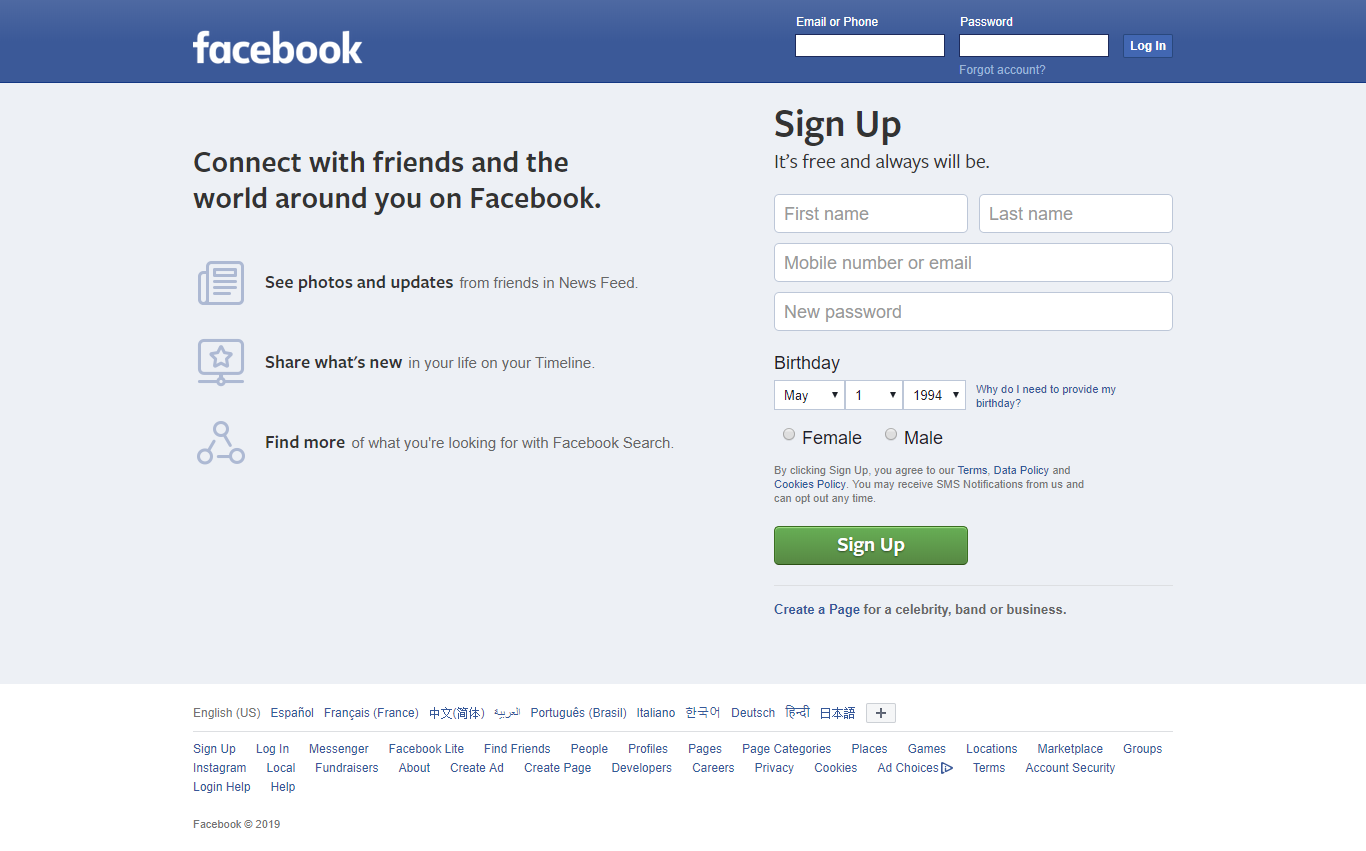 facebook
Email or Phone Password
Log In
Forgot account?
Connect with friends and the
world around you on Facebook.
See photos and updates from friends in News Feed.
Share what's new in your life on your Timeline.
Find more of what you're looking for with Facebook Search.
Sign Up
It's free and always will be.
First name Last name
Mobile number or email
New password
Birthday
May 1 1994 Why do I need to provide my
birthday?
Female Male
By clicking Sign Up, you agree to our Terms, Data Policy and
Cookies Policy. You may receive SMS Notifications from us and
can opt out any time.
Sign Up
Create a Page for a celebrity, band or business.
English (US) Español Français (France) 中文(简体) العربية Português (Brasil) Italiano 한국어 Deutsch हिन्दी 日本語 +
Sign Up Log In Messenger Facebook Lite Find Friends People Profiles Pages Page Categories Places Games Locations Marketplace Groups
Instagram Local Fundraisers About Create Ad Create Page Developers Careers Privacy Cookies Ad Choices Terms Account Security
Login Help Help
Facebook © 2019